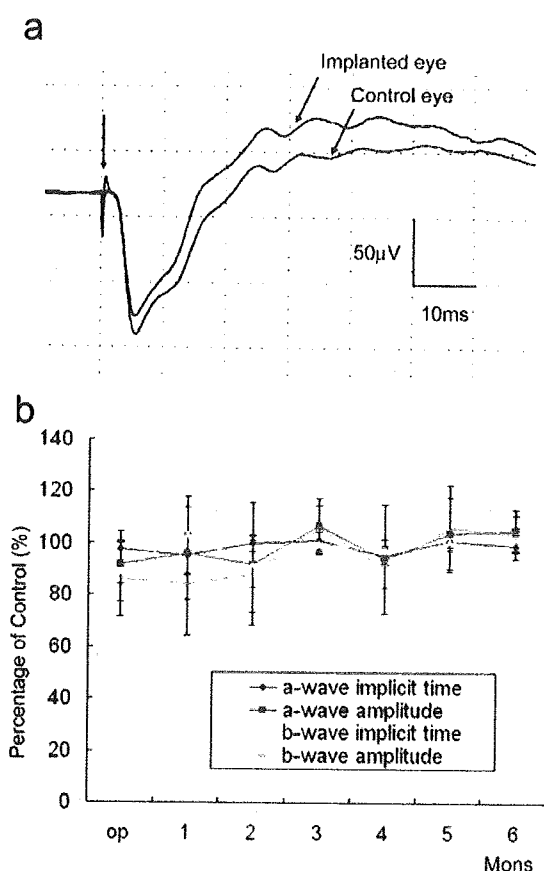 a
Implanted eye
Control eye
50μV
10ms
b
Percentage of Control (%)
140
120
100
80
60
40
20
0
a-wave implicit time
a-wave amplitude
b-wave implicit time
b-wave amplitude
op 1 2 3 4 5 6
Mons